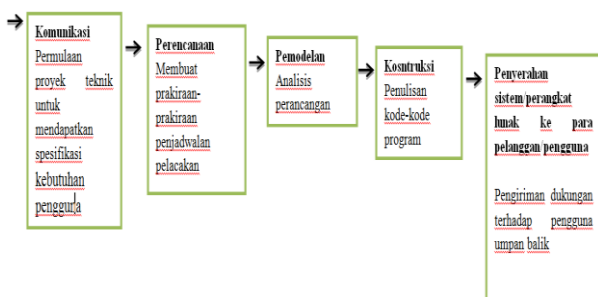 Komunikasi
Permulaan
proyek teknik
untuk
mendapatkan
spesifikasi
kebutuhan
pengguna
Perencanaan
Membuat
prakiraan-
prakiraan
penjadwalan
pelacakan
Pemodelan
Analisis
perancangan
Kosntruksi
Penulisan
kode-kode
program
Penyerahan
sistem/perangkat
lunak ke para
pelanggan/pengguna
Pengiriman dukungan
terhadap pengguna
umpan balik